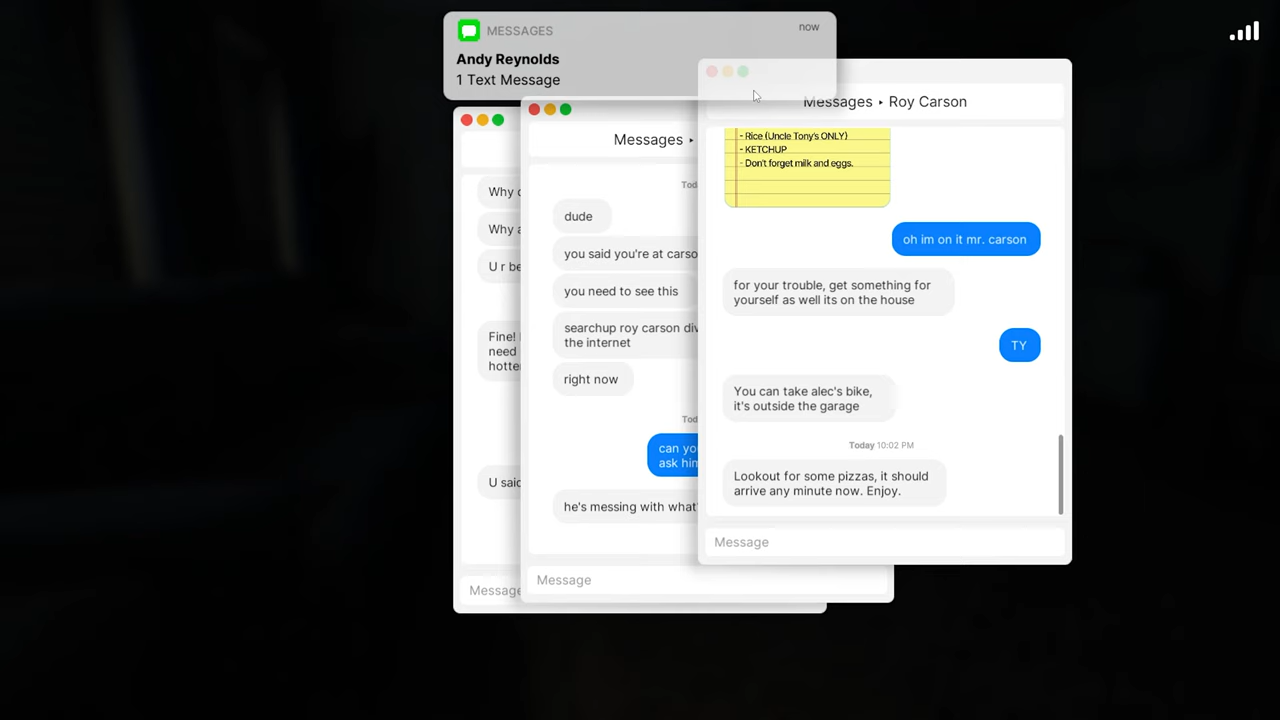 MESSAGES
now
Andy Reynolds
1 Text Message
Why
Why
U r be
Fine!
need
hotter
U said
Message
Messages ▸
dude
you said you're at
you need to see this
searchup roy carson
the internet
right now
can
ask him
he's messing with what
Message
Messages ▸ Roy Carson
- Rice (Uncle Tony's ONLY)
- KETCHUP
- Don't forget milk and eggs.
oh im on it mr. carson
for your trouble, get something for
yourself as well its on the house
TY
You can take alec's bike,
it's outside the garage
Today 10:02 PM
Lookout for some pizzas, it should
arrive any minute now. Enjoy.
Message